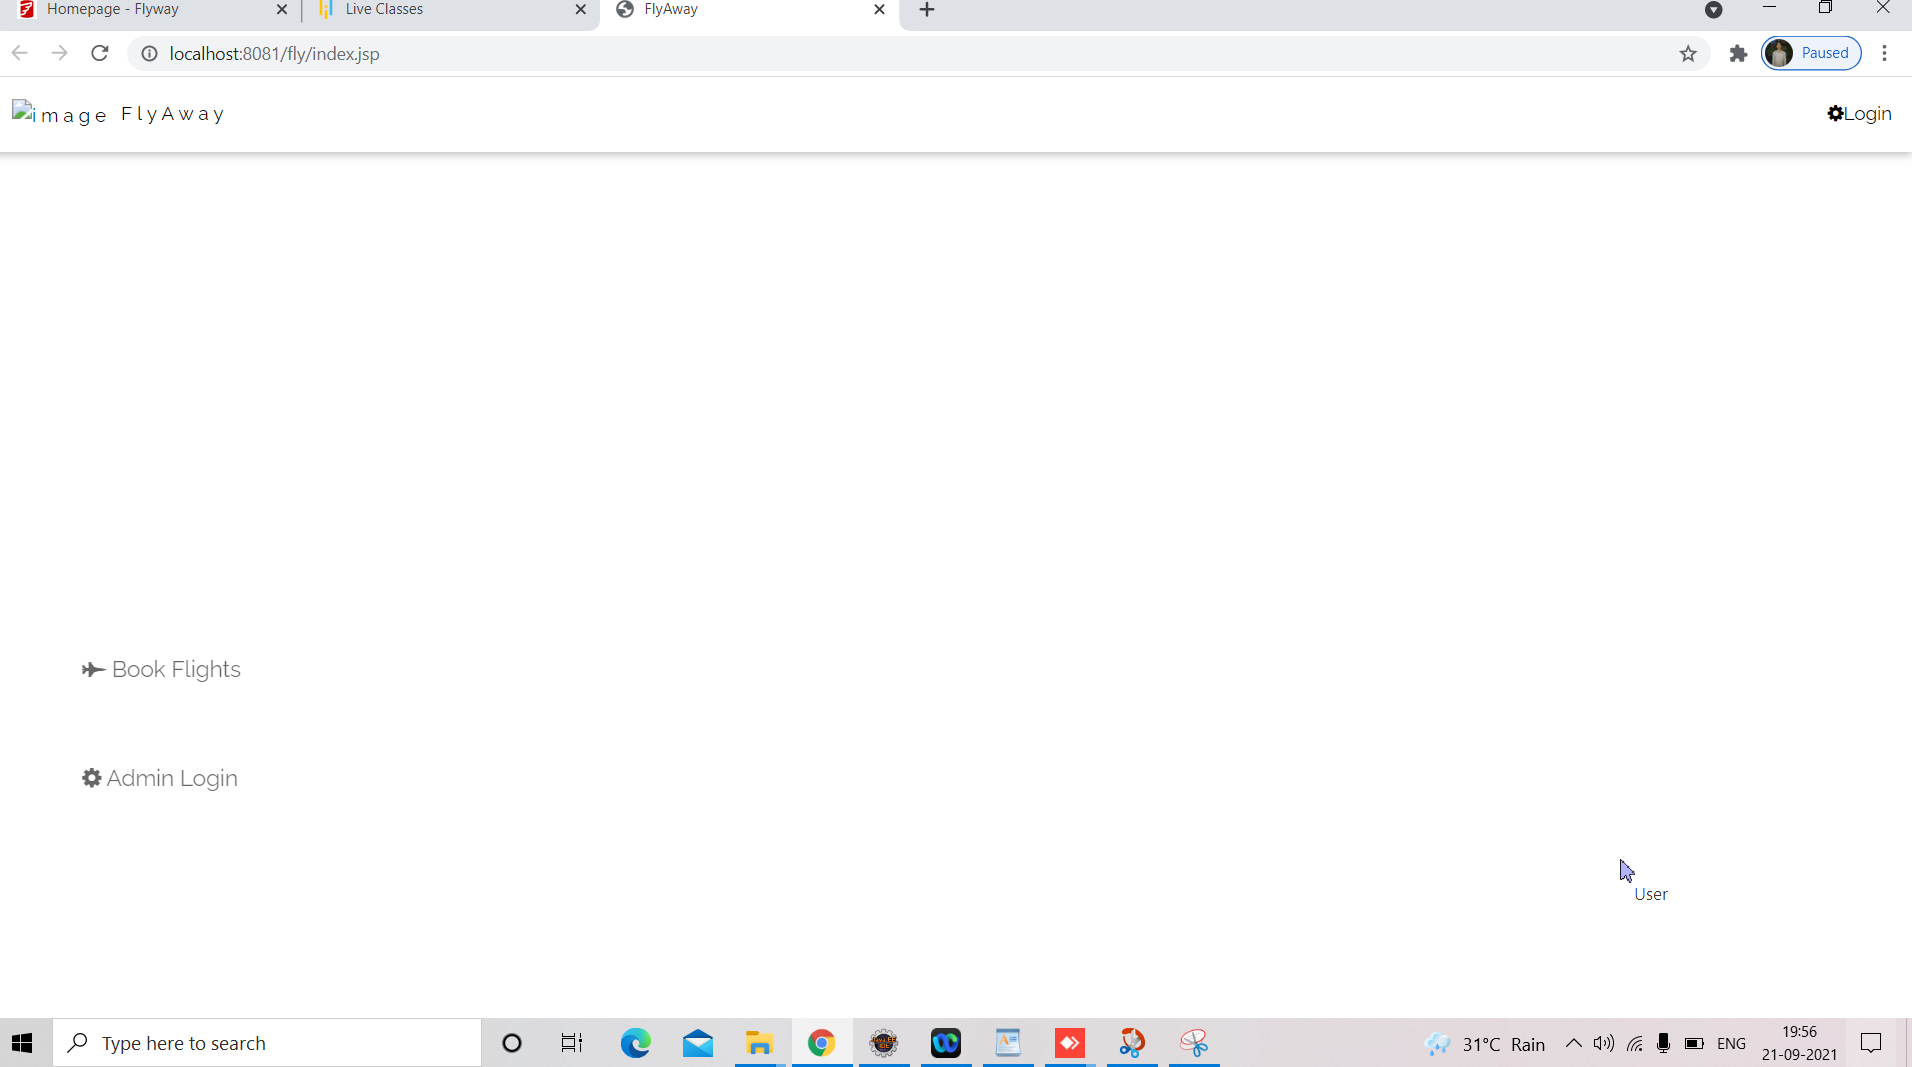 Homepage - Flyway
Live Classes
FlyAway
localhost:8081/fly/index.jsp
Paused
image FlyAway
Login
Book Flights
Admin Login
User
Type here to search
31°C Rain
ENG
19:56
21-09-2021